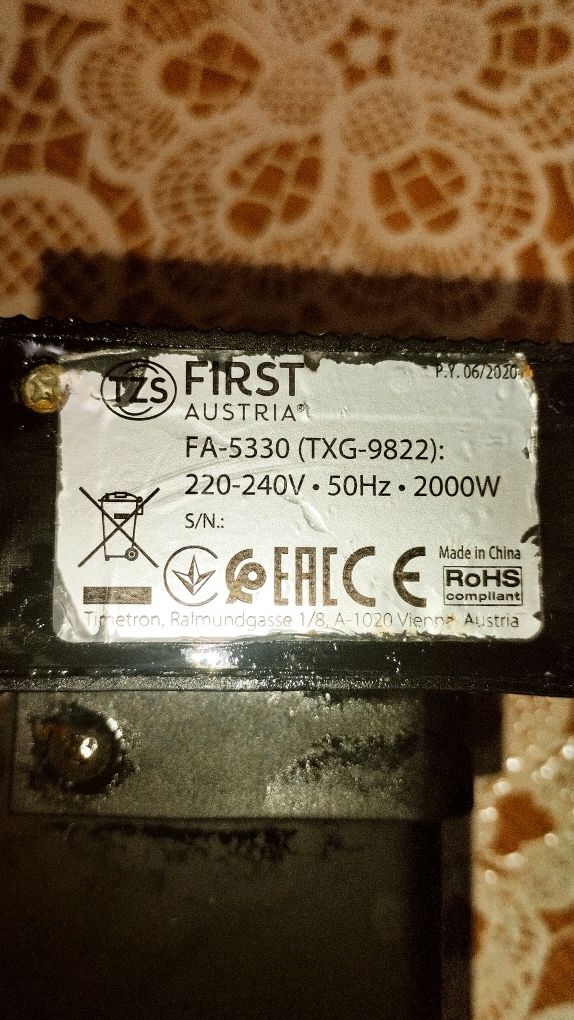 TZS FIRST
AUSTRIA®
P.Y. 06/2020
FA-5330 (TXG-9822):
220-240V • 50Hz • 2000W
S/N.:
EAC CE
Made in China
RoHS
compliant
Timetron, Raimundgasse 1/8, A-1020 Vienna, Austria